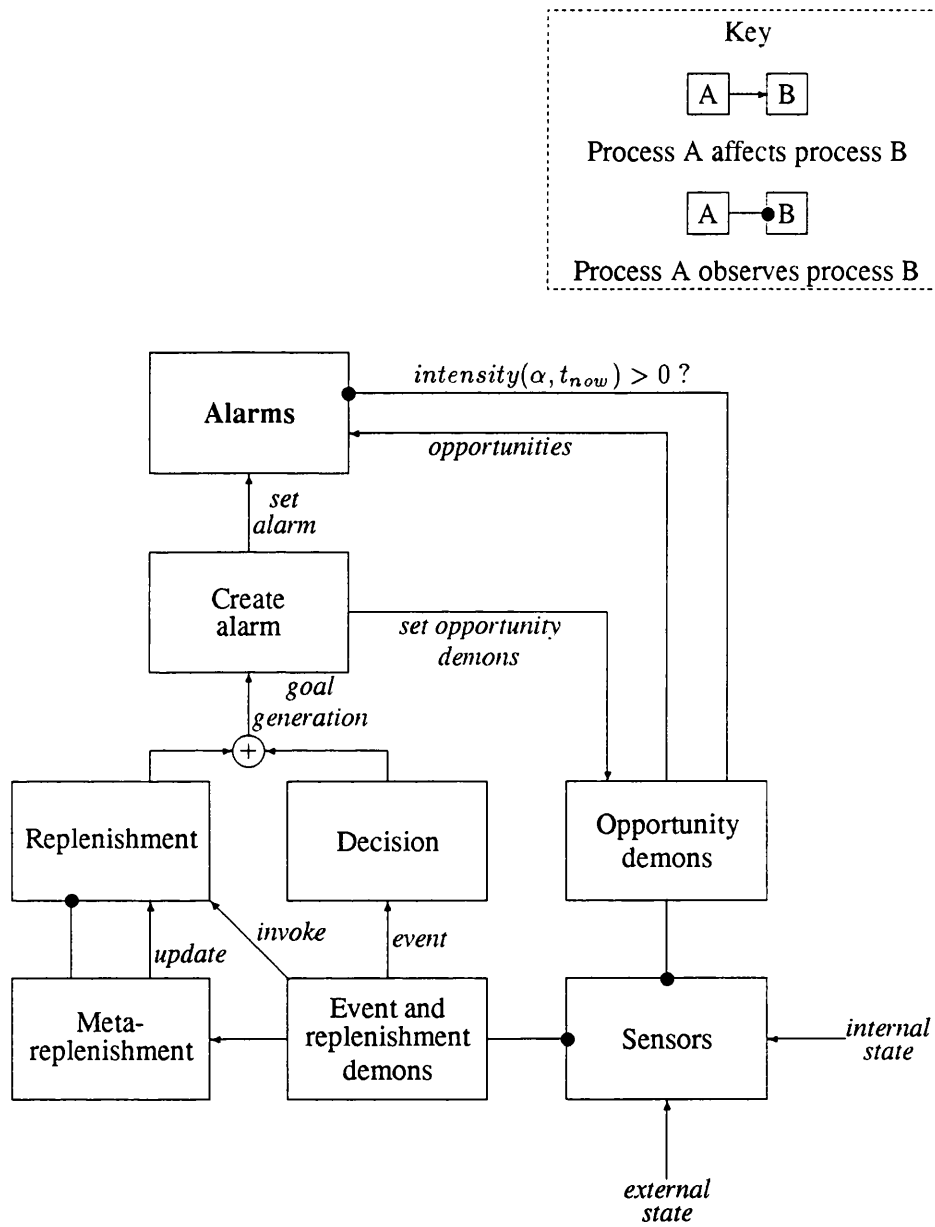 Key
A
B
Process A affects process B
A
B
Process A observes process B
intensity(α, t_now) > 0 ?
Alarms
opportunities
set
alarm
Create
alarm
set opportunity
demons
goal
generation
+
Replenishment
Decision
Opportunity
demons
invoke
event
update
Meta-
replenishment
Event and
replenishment
demons
Sensors
internal
state
external
state